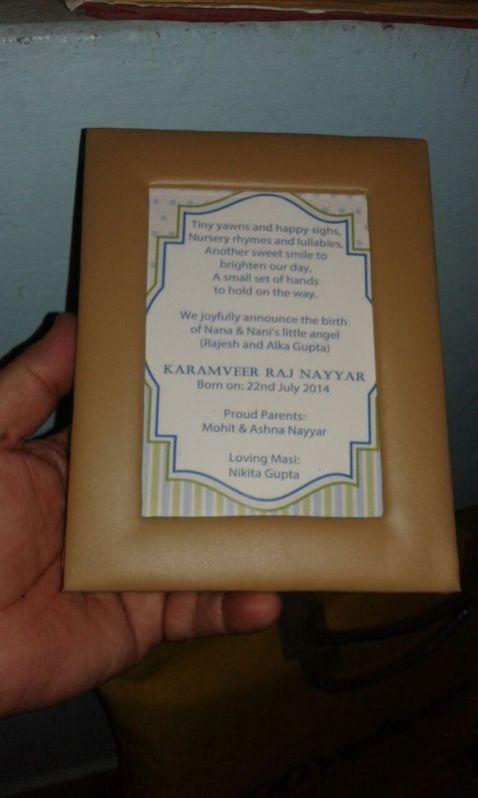 Tiny yawns and happy sighs,
Nursery rhymes and lullabies,
Another sweet smile to
brighten our day,
A small set of hands
to hold on the way.
We joyfully announce the birth
of Nana & Nani's little angel
(Rajesh and Alka Gupta)
KARAMVEER RAJ NAYYAR
Born on: 22nd July 2014
Proud Parents:
Mohit & Ashna Nayyar
Loving Masi:
Nikita Gupta